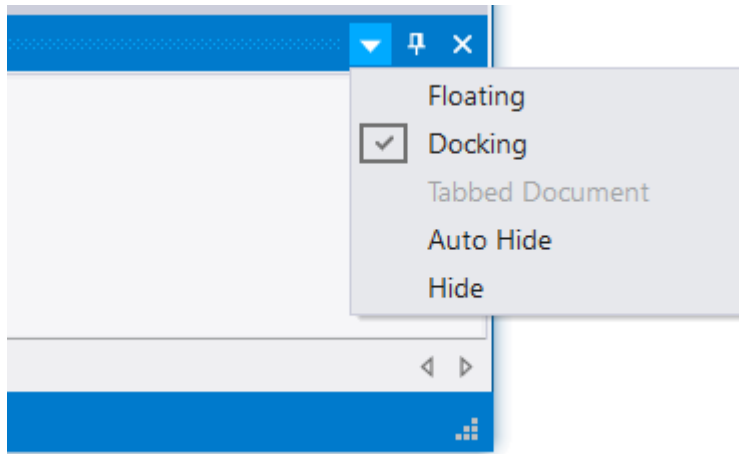 Floating
Docking
Tabbed Document
Auto Hide
Hide